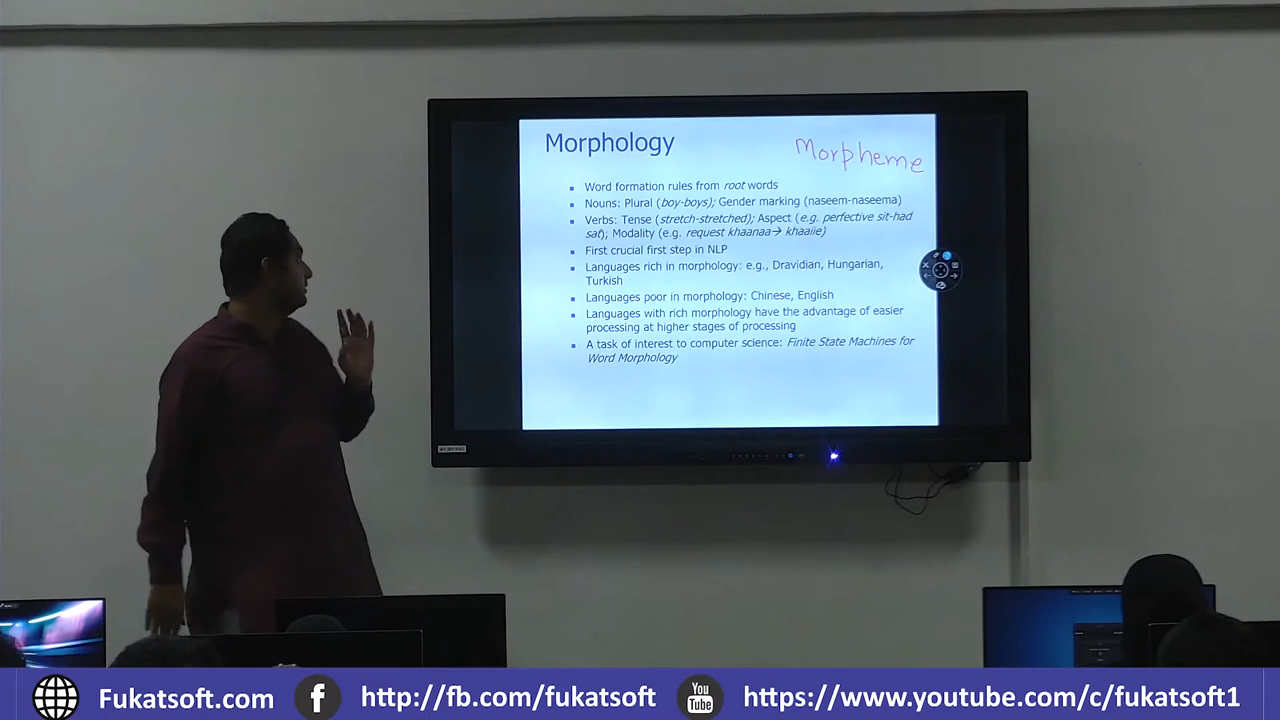 Morphology
Morpheme
Word formation rules from root words
Nouns: Plural (boy-boys); Gender marking (naseem-naseema)
Verbs: Tense (stretch-stretched); Aspect (e.g. perfective sit-had
sat); Modality (e.g. request khaanaa→ khaaiie)
First crucial first step in NLP
Languages rich in morphology: e.g., Dravidian, Hungarian,
Turkish
Languages poor in morphology: Chinese, English
Languages with rich morphology have the advantage of easier
processing at higher stages of processing
A task of interest to computer science: Finite State Machines for
Word Morphology
Fukatsoft.com
f
http://fb.com/fukatsoft
You
Tube
https://www.youtube.com/c/fukatsoft1